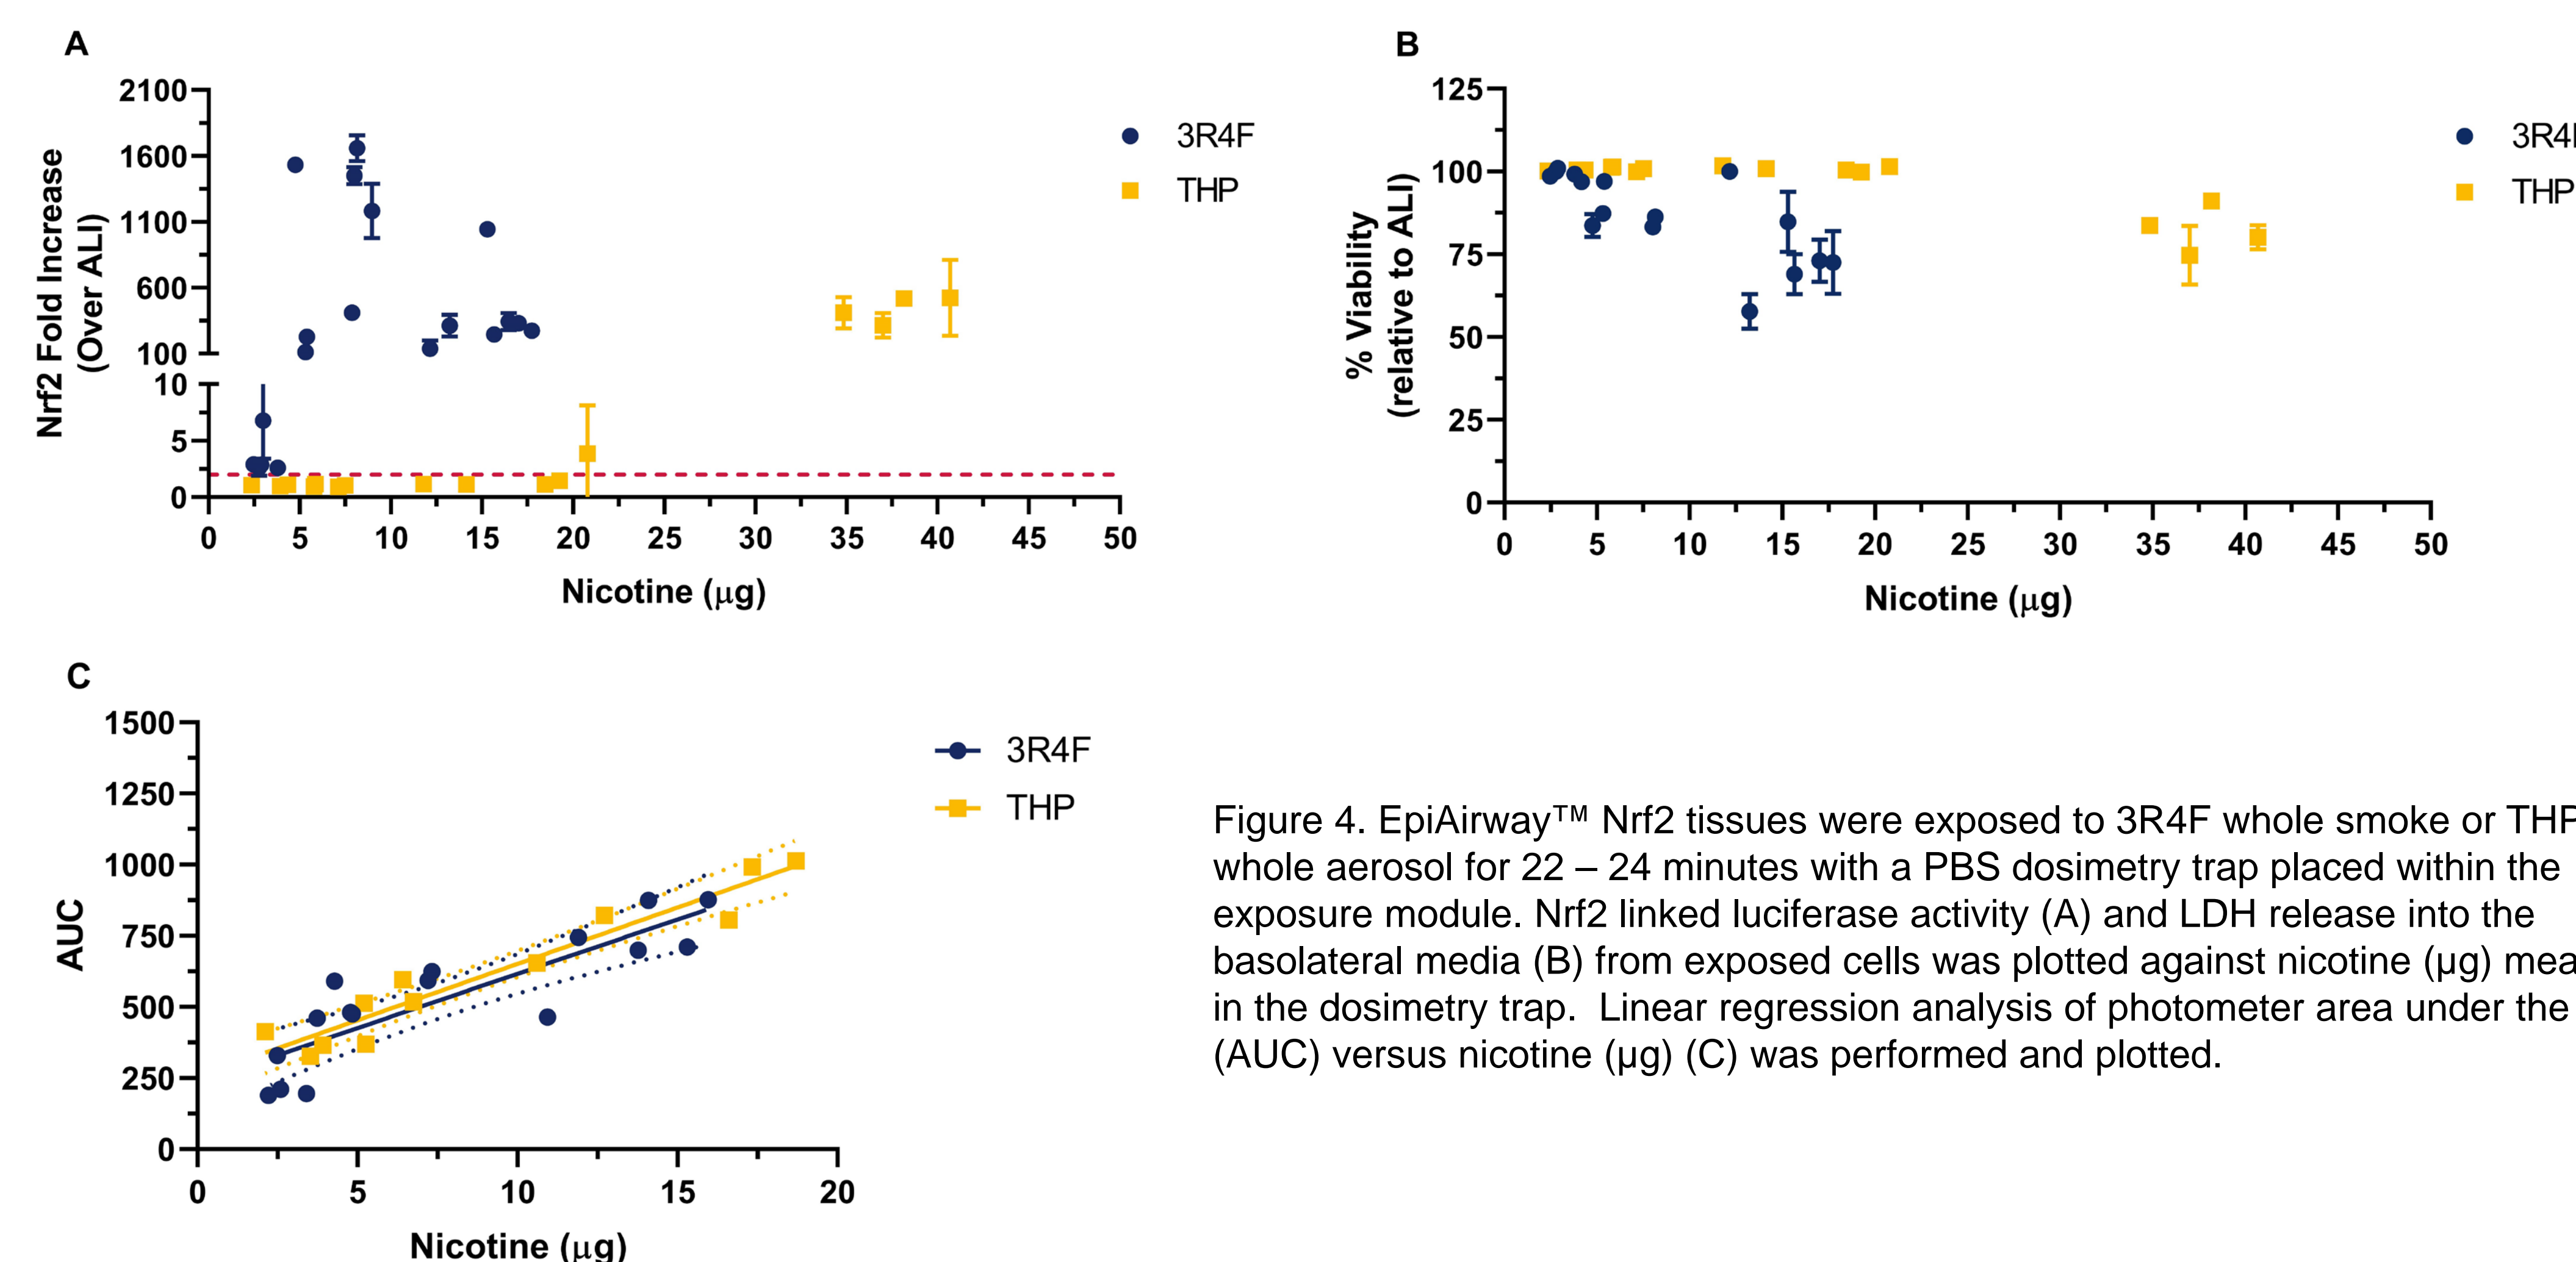 A
Nrf2 Fold Increase
(Over ALI)
2100
1600
1100
600
100
10
5
0
0 5 10 15 20 25 30 35 40 45 50
Nicotine (μg)
3R4F
THP
B
% Viability
(relative to ALI)
125
100
75
50
25
0
0 5 10 15 20 25 30 35 40 45 50
Nicotine (μg)
3R4
THP
C
AUC
1500
1250
1000
750
500
250
0
0 5 10 15 20
Nicotine (μg)
3R4F
THP
Figure 4. EpiAirway™ Nrf2 tissues were exposed to 3R4F whole smoke or THP
whole aerosol for 22 – 24 minutes with a PBS dosimetry trap placed within the
exposure module. Nrf2 linked luciferase activity (A) and LDH release into the
basolateral media (B) from exposed cells was plotted against nicotine (μg) mea
in the dosimetry trap. Linear regression analysis of photometer area under the
(AUC) versus nicotine (μg) (C) was performed and plotted.